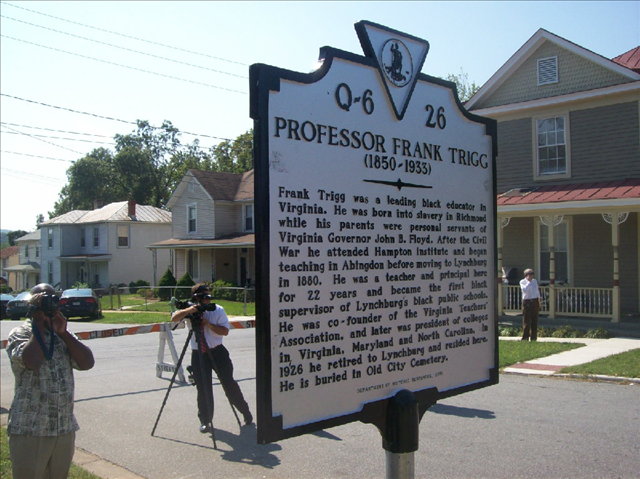 Q-6 26
PROFESSOR FRANK TRIGG
(1850-1933)
Frank Trigg was a leading black educator in
Virginia. He was born into slavery in Richmond
while his parents were personal servants of
Virginia Governor John B. Floyd. After the Civil
War he attended Hampton Institute and began
teaching in Abingdon before moving to Lynchburg
in 1880. He was a teacher and principal here
for 22 years and became the first black
supervisor of Lynchburg's black public schools.
He was co-founder of the Virginia Teachers'
Association, and later was president of colleges
in Virginia, Maryland and North Carolina. In
1926 he retired to Lynchburg and resided here.
He is buried in Old City Cemetery.
DEPARTMENT OF HISTORIC RESOURCES,